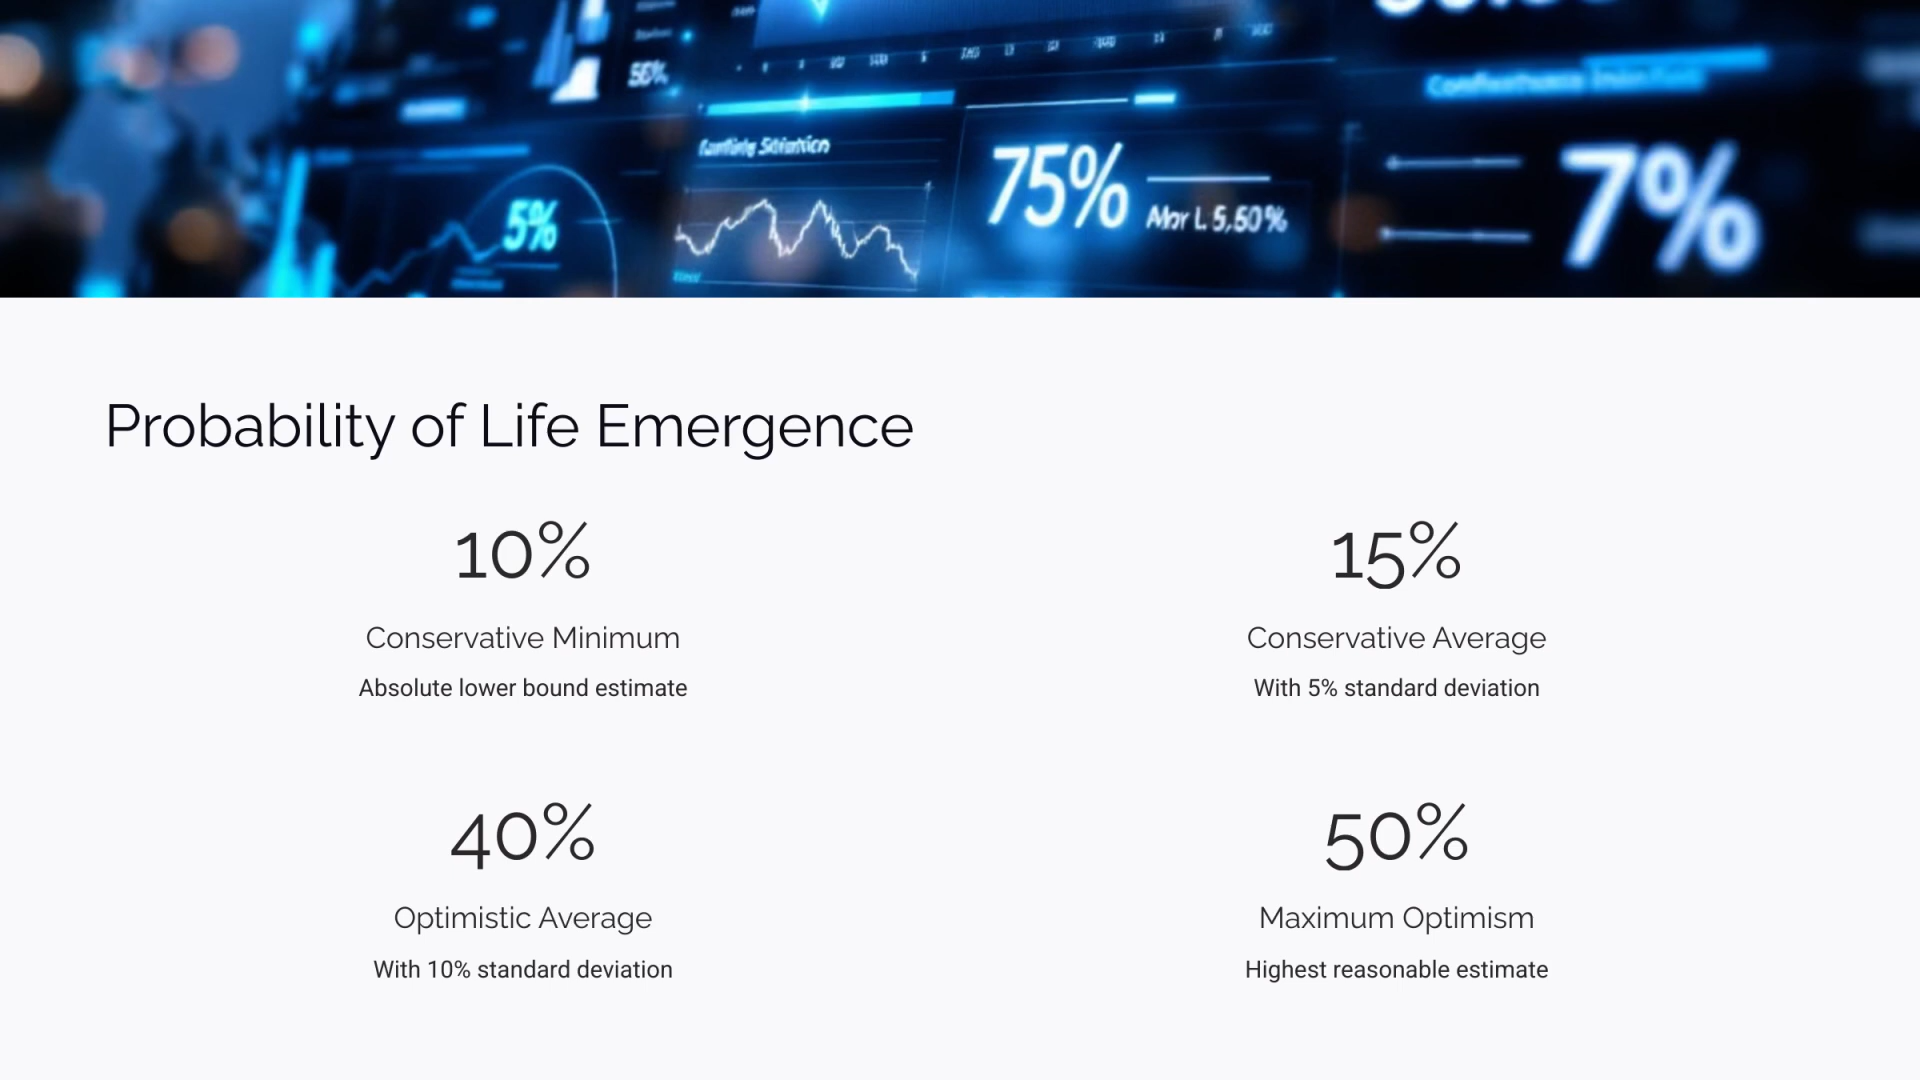 56%
5%
75%
7%
Probability of Life Emergence
10%
15%
Conservative Minimum
Conservative Average
Absolute lower bound estimate
With 5% standard deviation
40%
50%
Optimistic Average
Maximum Optimism
With 10% standard deviation
Highest reasonable estimate